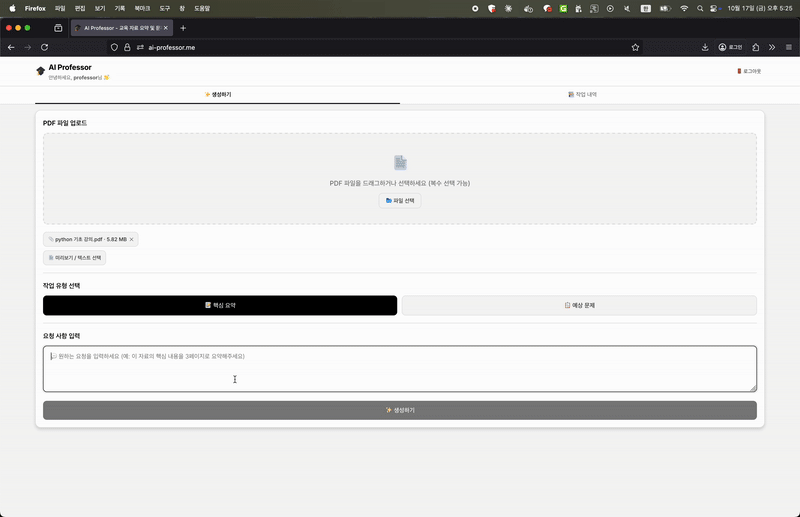 Firefox 파일 편집 보기 기록 북마크 도구 창 도움말
10월 17일 (금) 오후 5:25
AI Professor - 교육 자료 요약 및 문
ai-professor.me
로그인
AI Professor
안녕하세요, professor님
로그아웃
생성하기
작업 내역
PDF 파일 업로드
PDF 파일을 드래그하거나 선택하세요 (복수 선택 가능)
파일 선택
python 기초 강의.pdf · 5.82 MB
미리보기 / 텍스트 선택
작업 유형 선택
핵심 요약
예상 문제
요청 사항 입력
원하는 요청을 입력하세요 (예: 이 자료의 핵심 내용을 3페이지로 요약해주세요)
생성하기